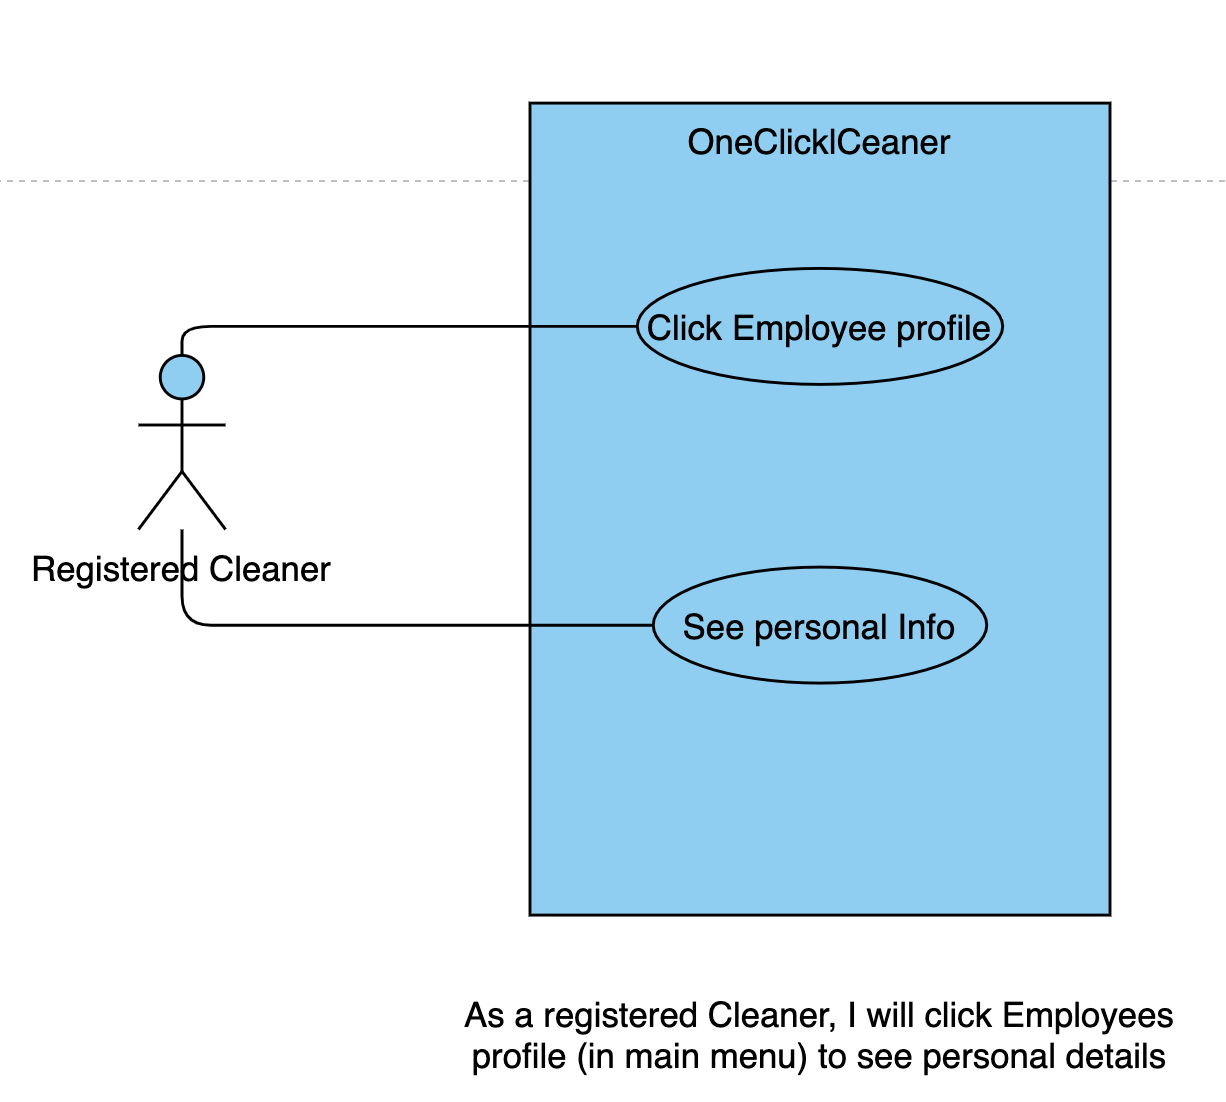 OneClicklCeaner
Click Employee profile
Registered Cleaner
See personal Info
As a registered Cleaner, I will click Employees
profile (in main menu) to see personal details